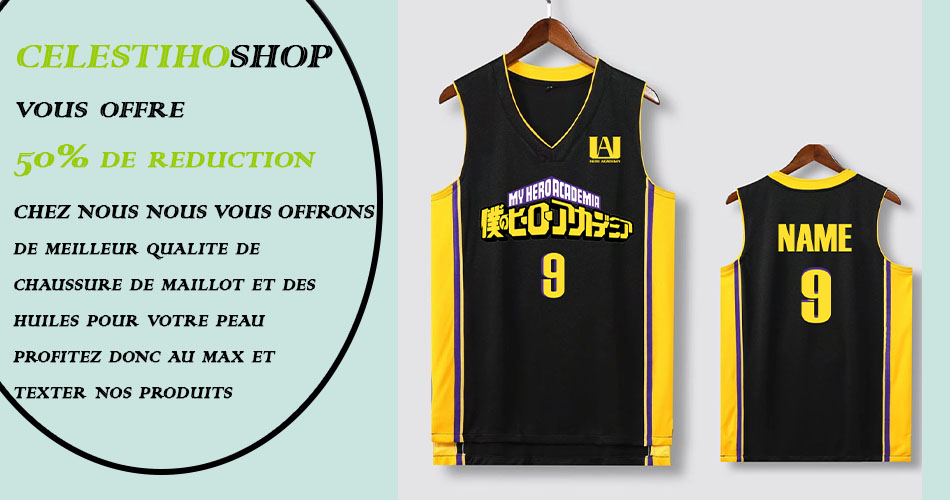 CELESTIHOSHOP
VOUS OFFRE
50% DE REDUCTION
CHEZ NOUS NOUS VOUS OFFRONS
DE MEILLEUR QUALITE DE
CHAUSSURE DE MAILLOT ET DES
HUILES POUR VOTRE PEAU
PROFITEZ DONC AU MAX ET
TEXTER NOS PRODUITS
UA
HERO ACADEMY
MY HERO ACADEMIA
僕のヒーローアカデミア
9
NAME
9